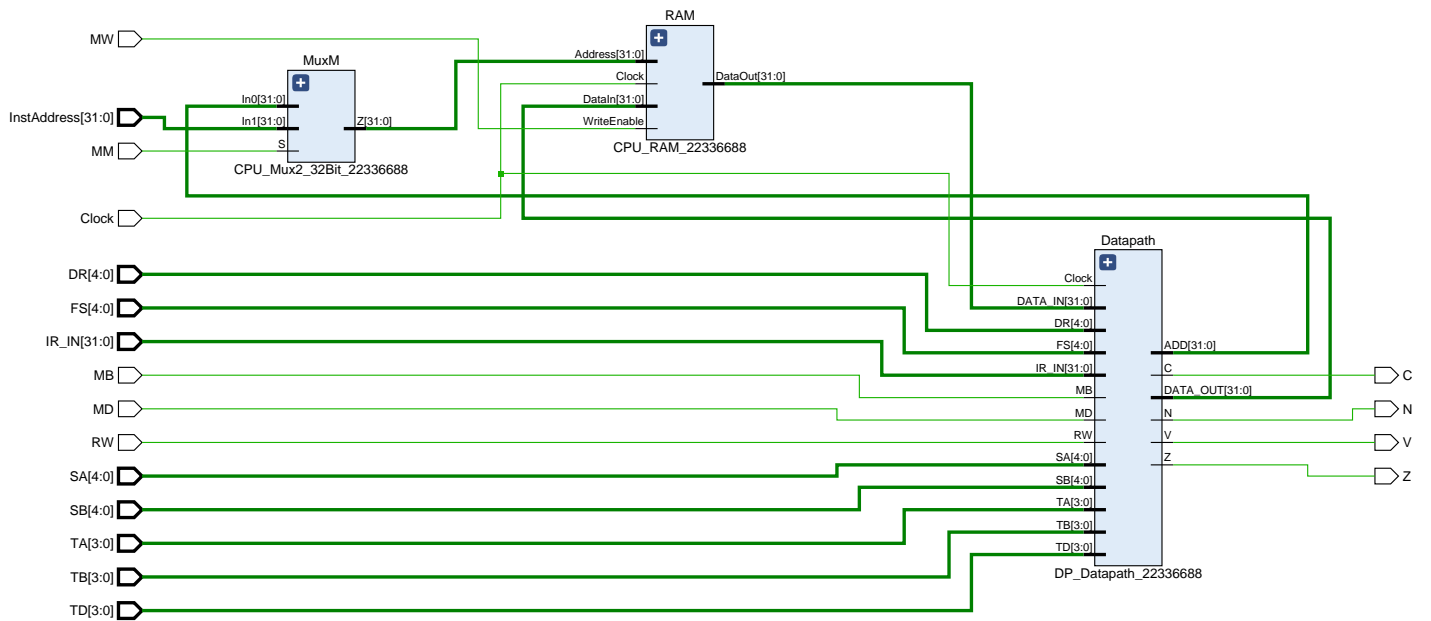 MW
InstAddress[31:0]
MM
Clock
DR[4:0]
FS[4:0]
IR_IN[31:0]
MB
MD
RW
SA[4:0]
SB[4:0]
TA[3:0]
TB[3:0]
TD[3:0]
MuxM
In0[31:0]
In1[31:0]
S
Z[31:0]
CPU_Mux2_32Bit_22336688
RAM
Address[31:0]
Clock
DataIn[31:0]
WriteEnable
DataOut[31:0]
CPU_RAM_22336688
Datapath
Clock
DATA_IN[31:0]
DR[4:0]
FS[4:0]
IR_IN[31:0]
MB
MD
RW
SA[4:0]
SB[4:0]
TA[3:0]
TB[3:0]
TD[3:0]
ADD[31:0]
C
DATA_OUT[31:0]
N
V
Z
DP_Datapath_22336688
C
N
V
Z